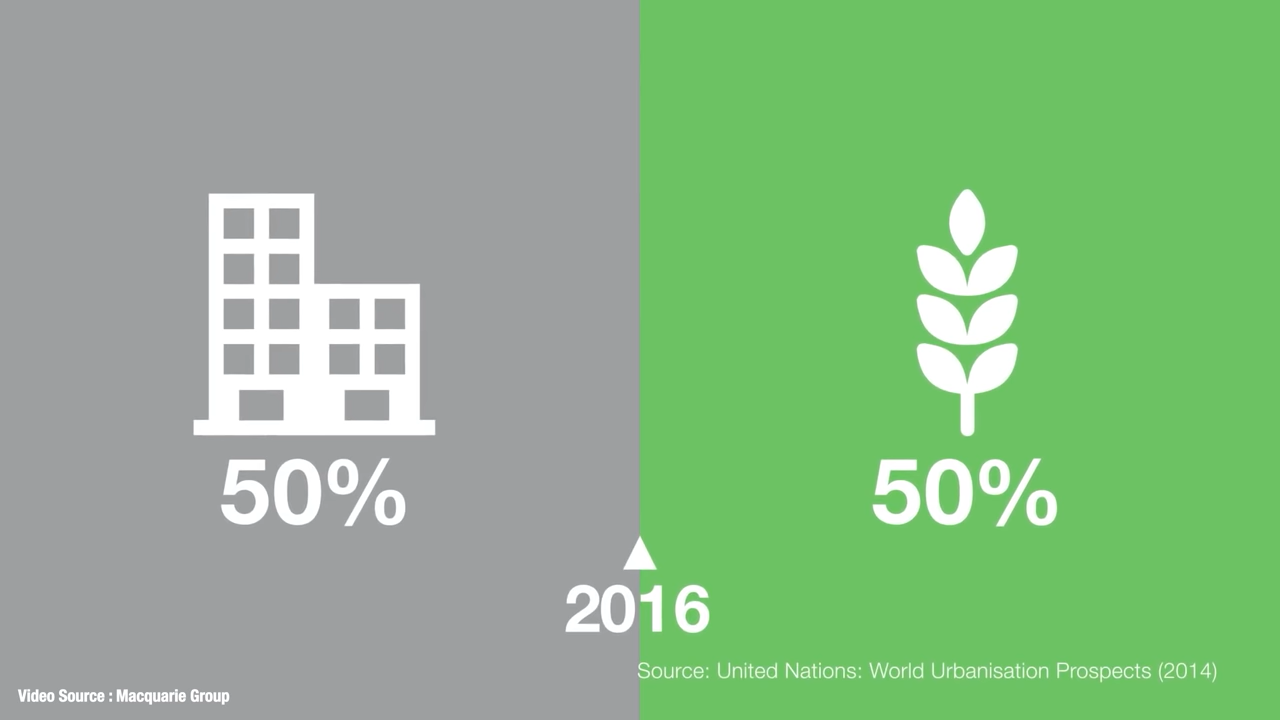 50%
50%
2016
Source: United Nations: World Urbanisation Prospects (2014)
Video Source : Macquarie Group